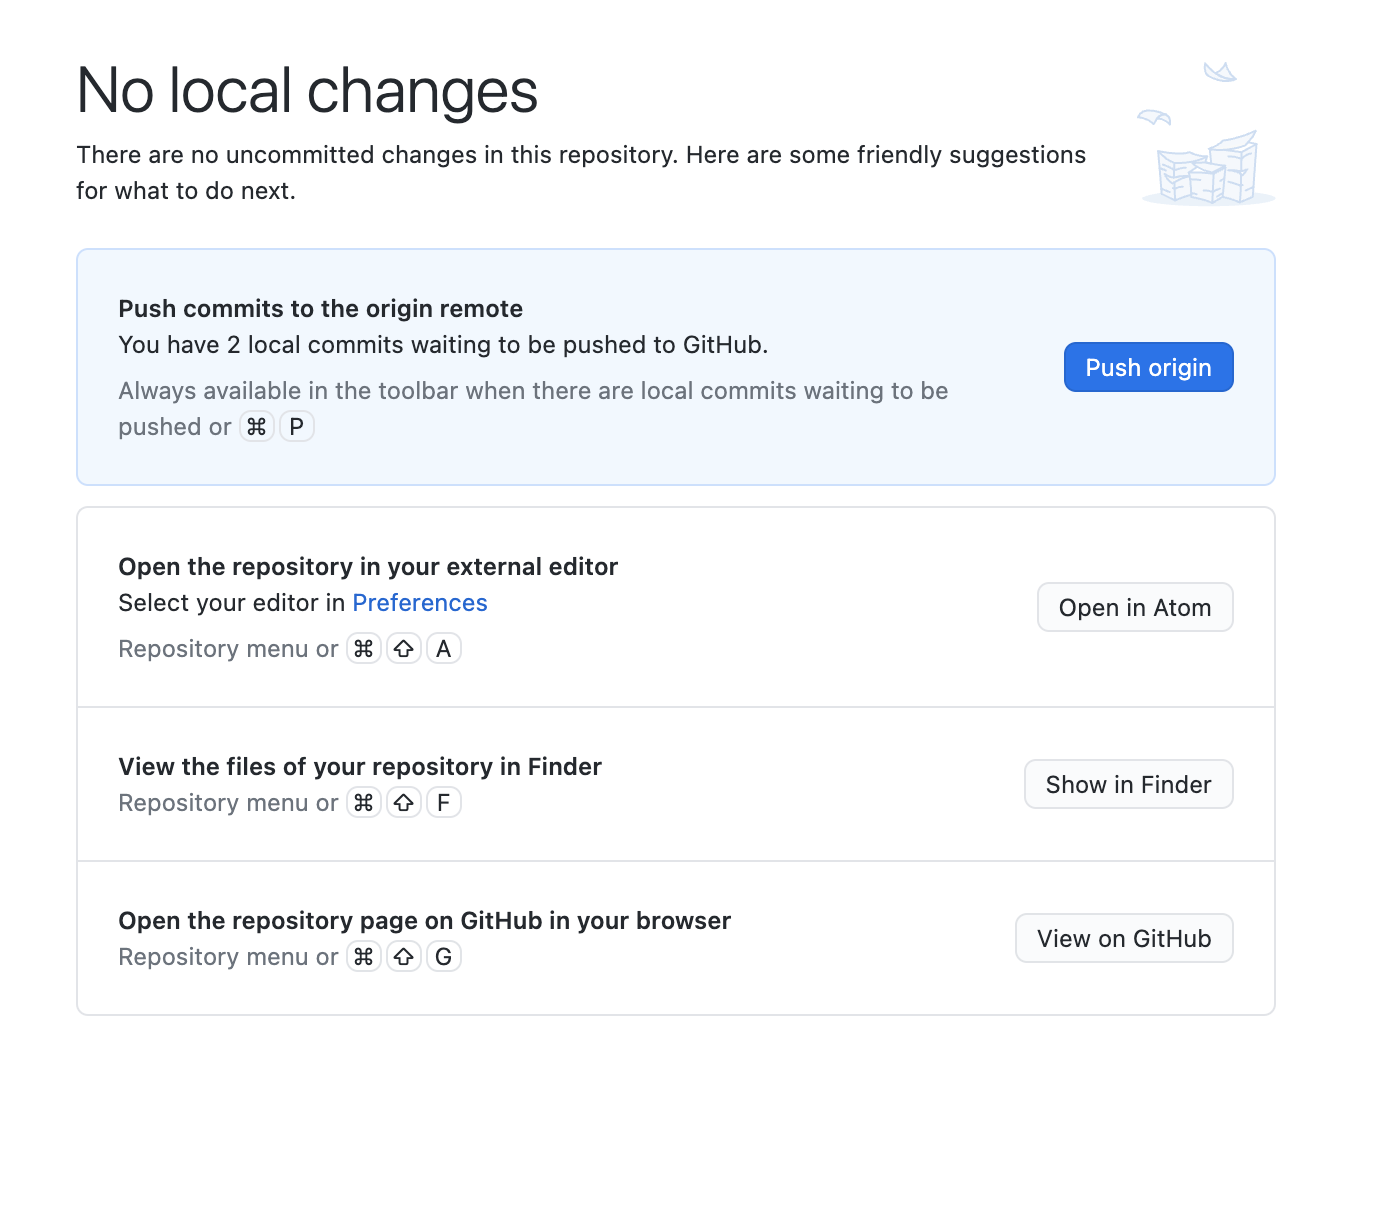 No local changes
There are no uncommitted changes in this repository. Here are some friendly suggestions
for what to do next.
Push commits to the origin remote
You have 2 local commits waiting to be pushed to GitHub.
Always available in the toolbar when there are local commits waiting to be
pushed or ⌘ P
Push origin
Open the repository in your external editor
Select your editor in Preferences
Repository menu or ⌘ ⇧ A
Open in Atom
View the files of your repository in Finder
Repository menu or ⌘ ⇧ F
Show in Finder
Open the repository page on GitHub in your browser
Repository menu or ⌘ ⇧ G
View on GitHub